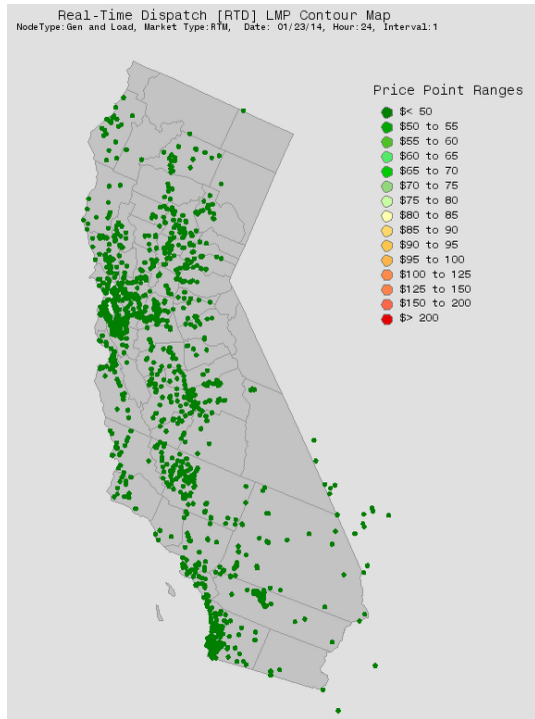 Real-Time Dispatch [RTD] LMP Contour Map
NodeType:Gen and Load, Market Type:RTM, Date: 01/23/14, Hour:24, Interval:1
Price Point Ranges
$< 50
$50 to 55
$55 to 60
$60 to 65
$65 to 70
$70 to 75
$75 to 80
$80 to 85
$85 to 90
$90 to 95
$95 to 100
$100 to 125
$125 to 150
$150 to 200
$> 200